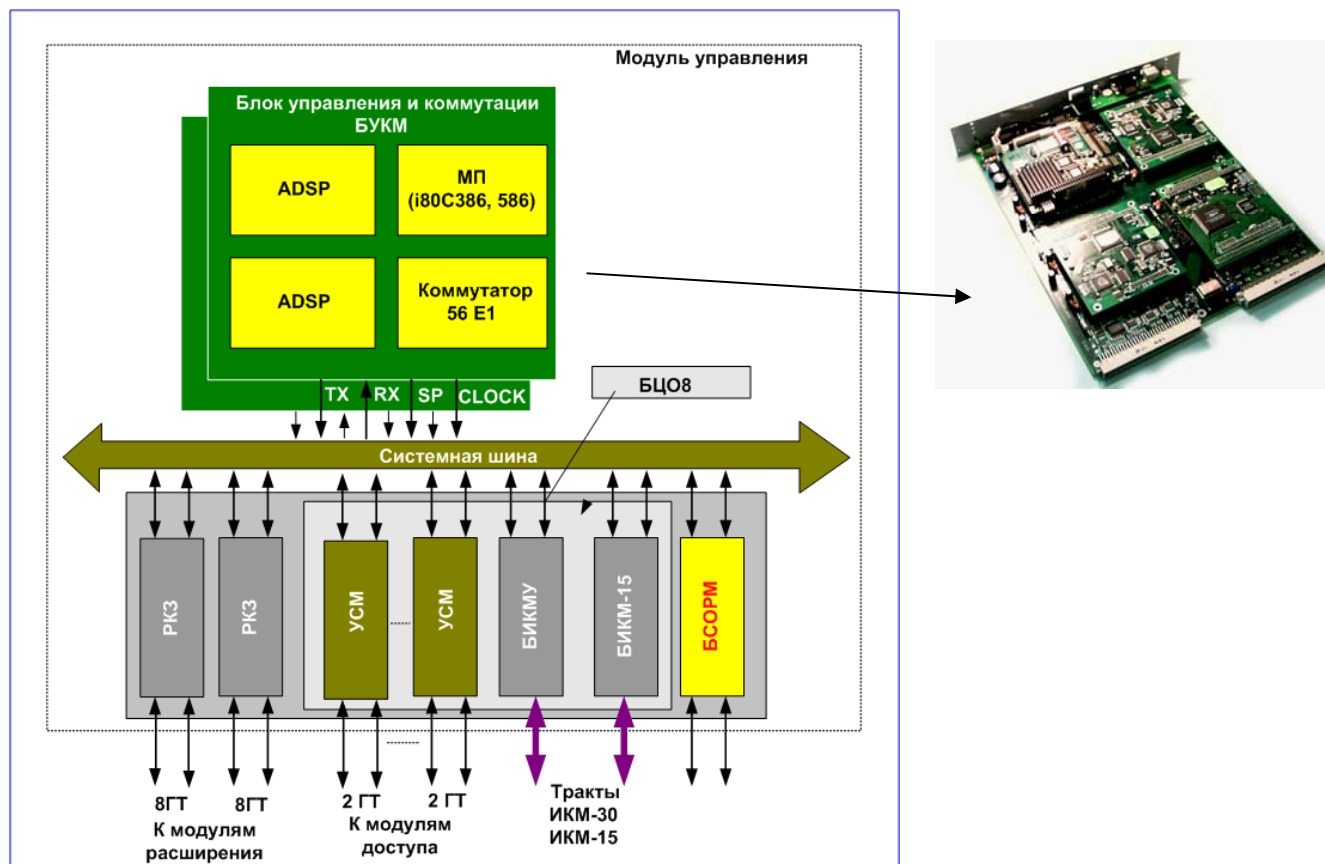 Модуль управления
Блок управления и коммутации
БУКМ
ADSP
МП
(i80C386, 586)
ADSP
Коммутатор
56 E1
TX
RX
SP
CLOCK
БЦО8
Системная шина
РКЗ
РКЗ
УСМ
УСМ
БИКМУ
БИКМ-15
БСОРМ
8ГТ
8ГТ
К модулям
расширения
2 ГТ
2 ГТ
К модулям
доступа
Тракты
ИКМ-30
ИКМ-15